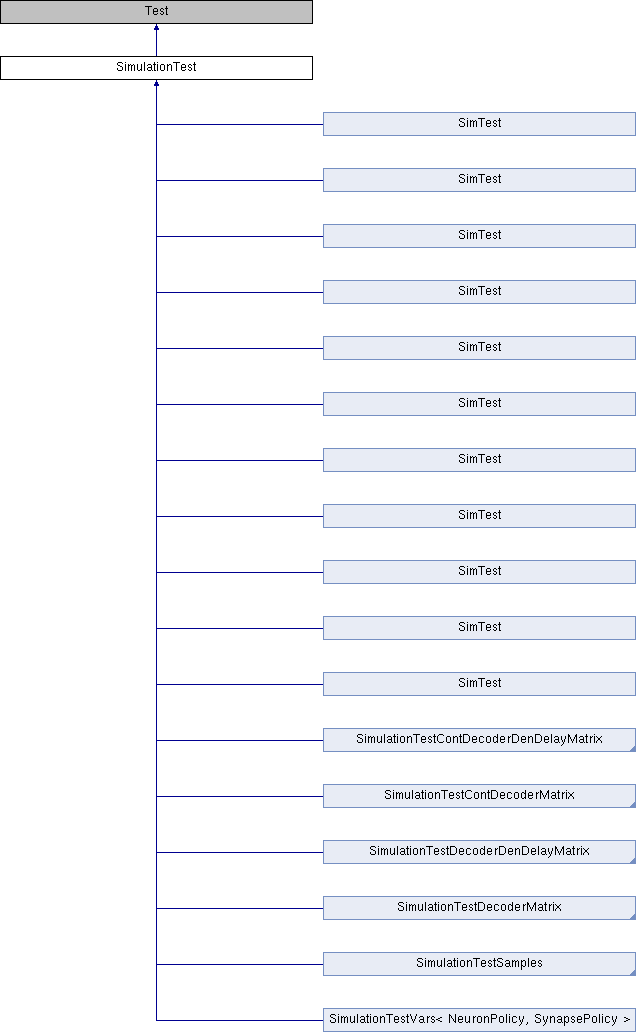 Test
SimulationTest
SimTest
SimTest
SimTest
SimTest
SimTest
SimTest
SimTest
SimTest
SimTest
SimTest
SimTest
SimulationTestContDecoderDenDelayMatrix
SimulationTestContDecoderMatrix
SimulationTestDecoderDenDelayMatrix
SimulationTestDecoderMatrix
SimulationTestSamples
SimulationTestVars< NeuronPolicy, SynapsePolicy >